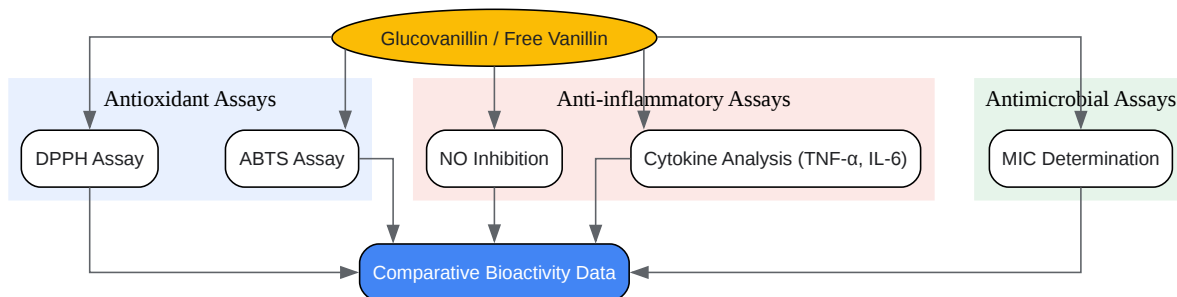 Glucovanillin / Free Vanillin
Antioxidant Assays
Anti-inflammatory Assays
Antimicrobial Assays
DPPH Assay
ABTS Assay
NO Inhibition
Cytokine Analysis (TNF-α, IL-6)
MIC Determination
Comparative Bioactivity Data